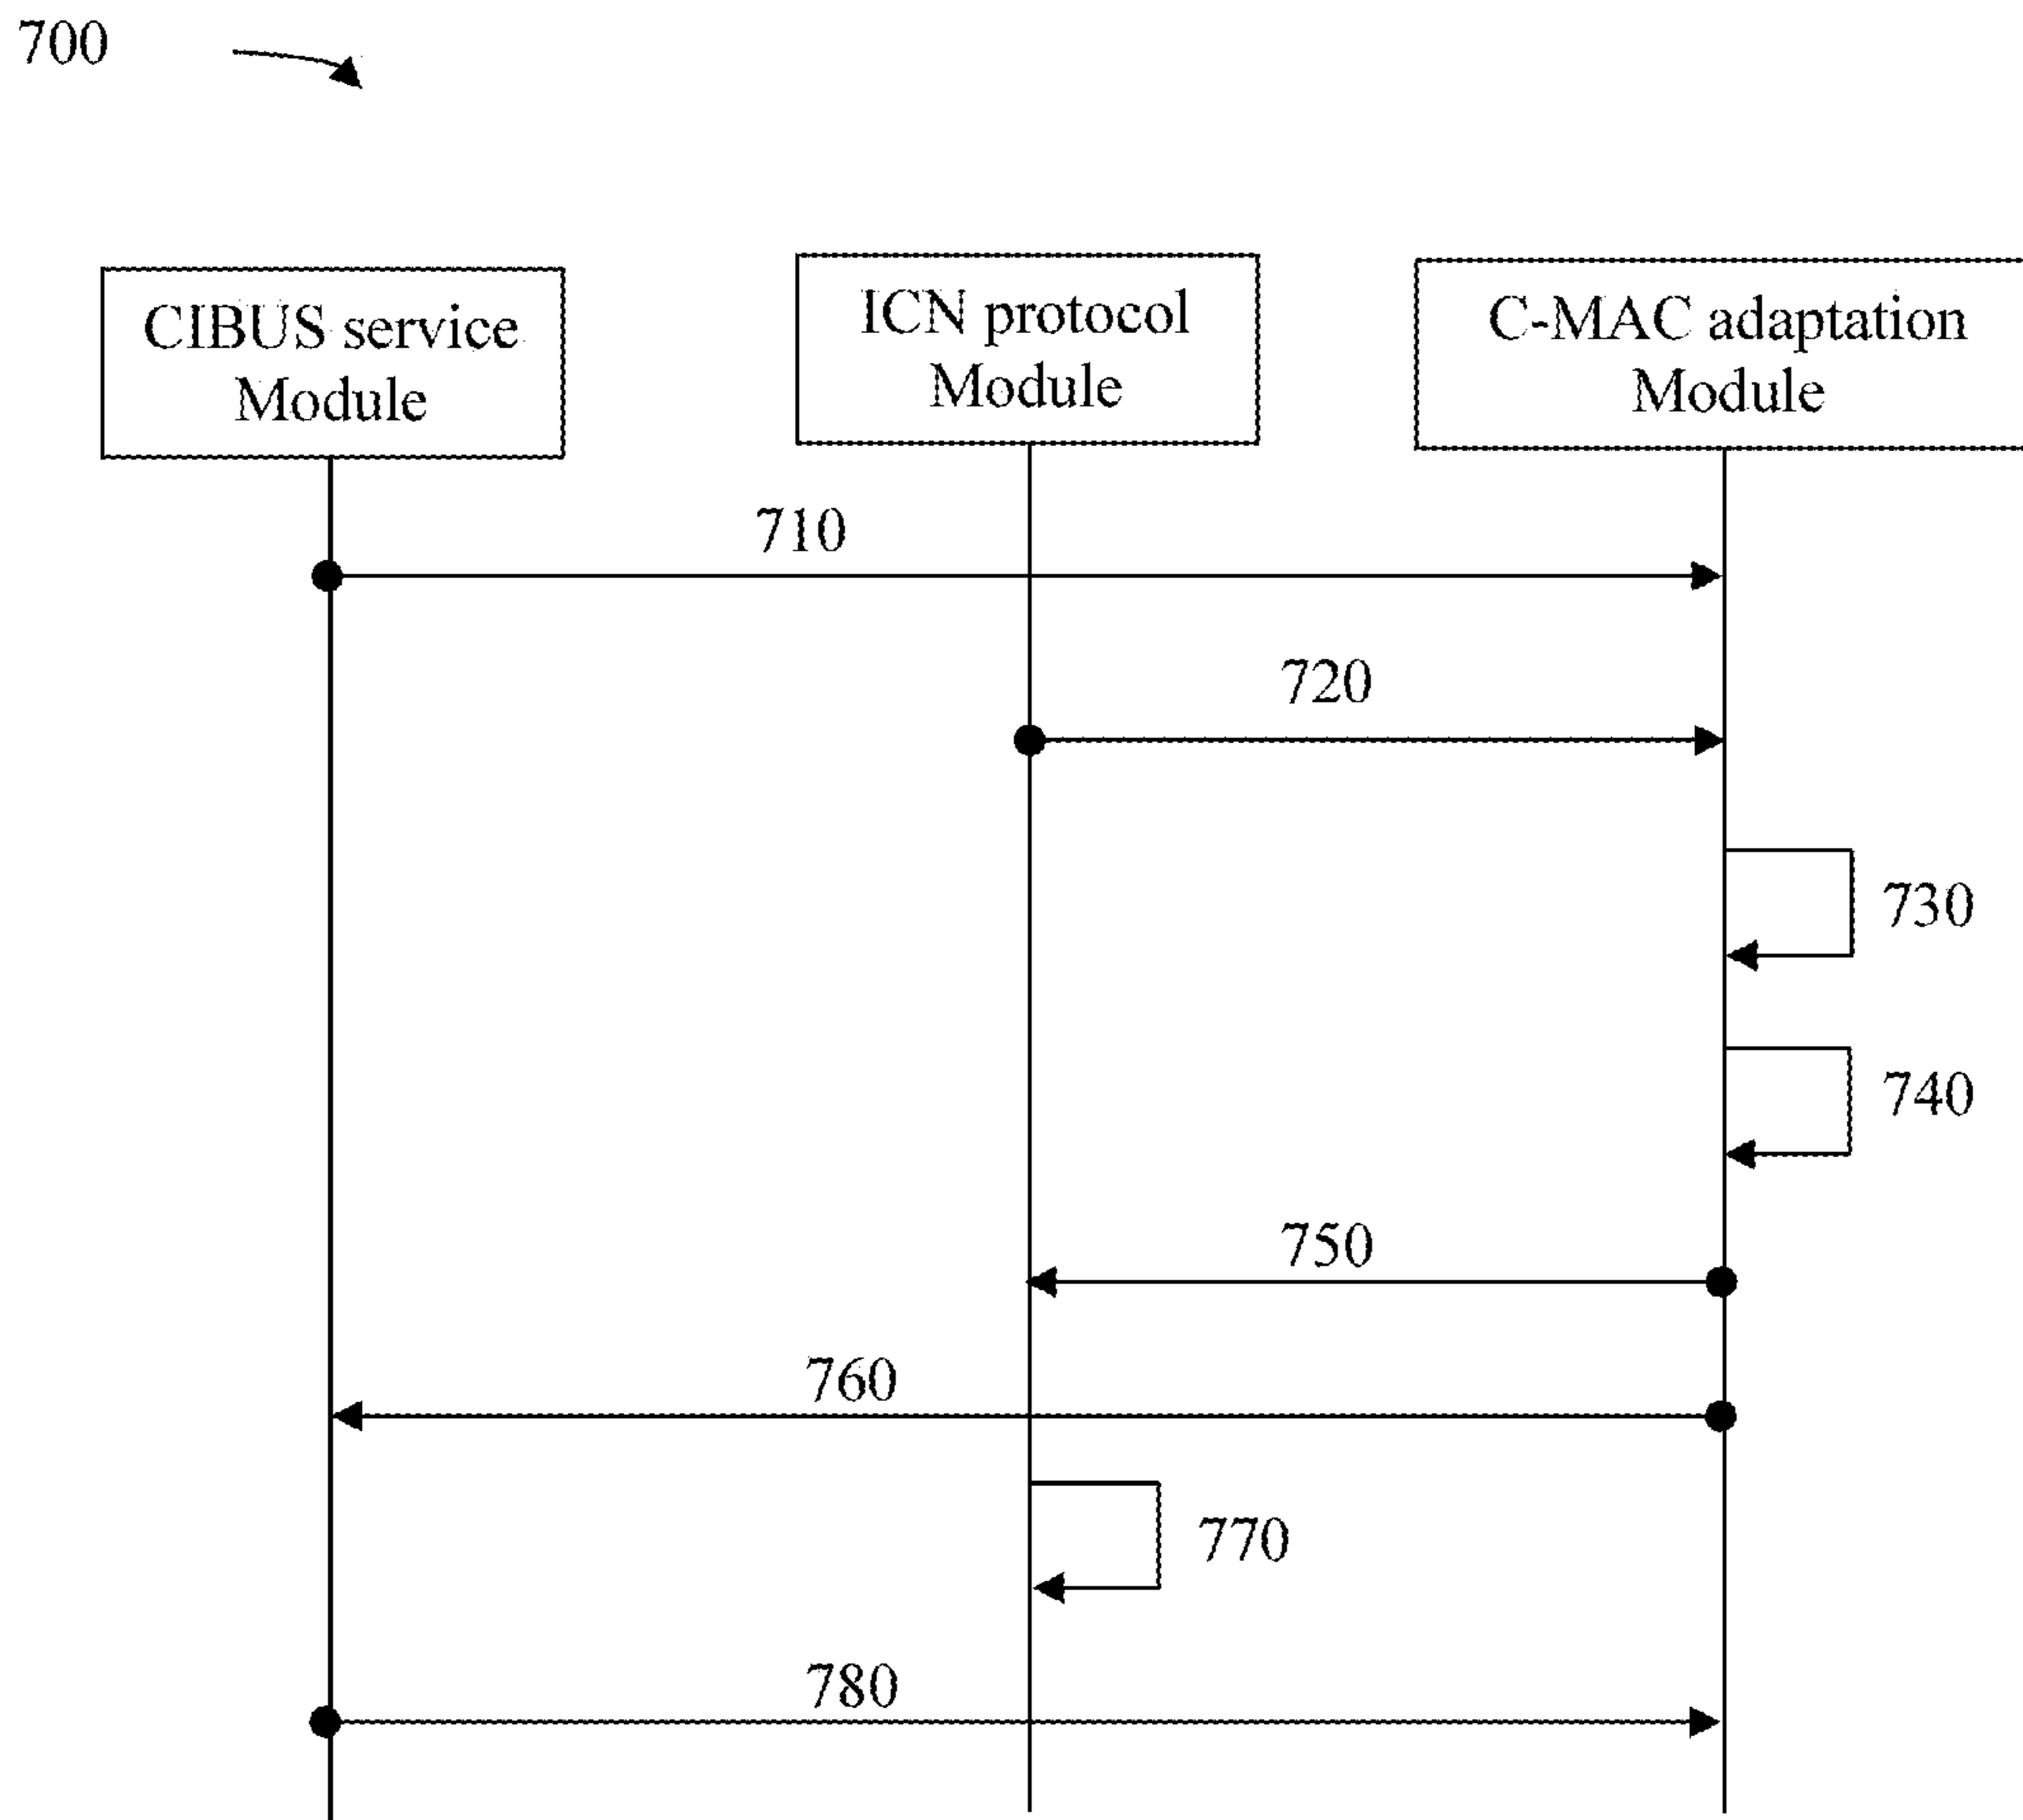 700
CIBUS service
Module
ICN protocol
Module
C-MAC adaptation
Module
710
720
730
740
750
760
770
780